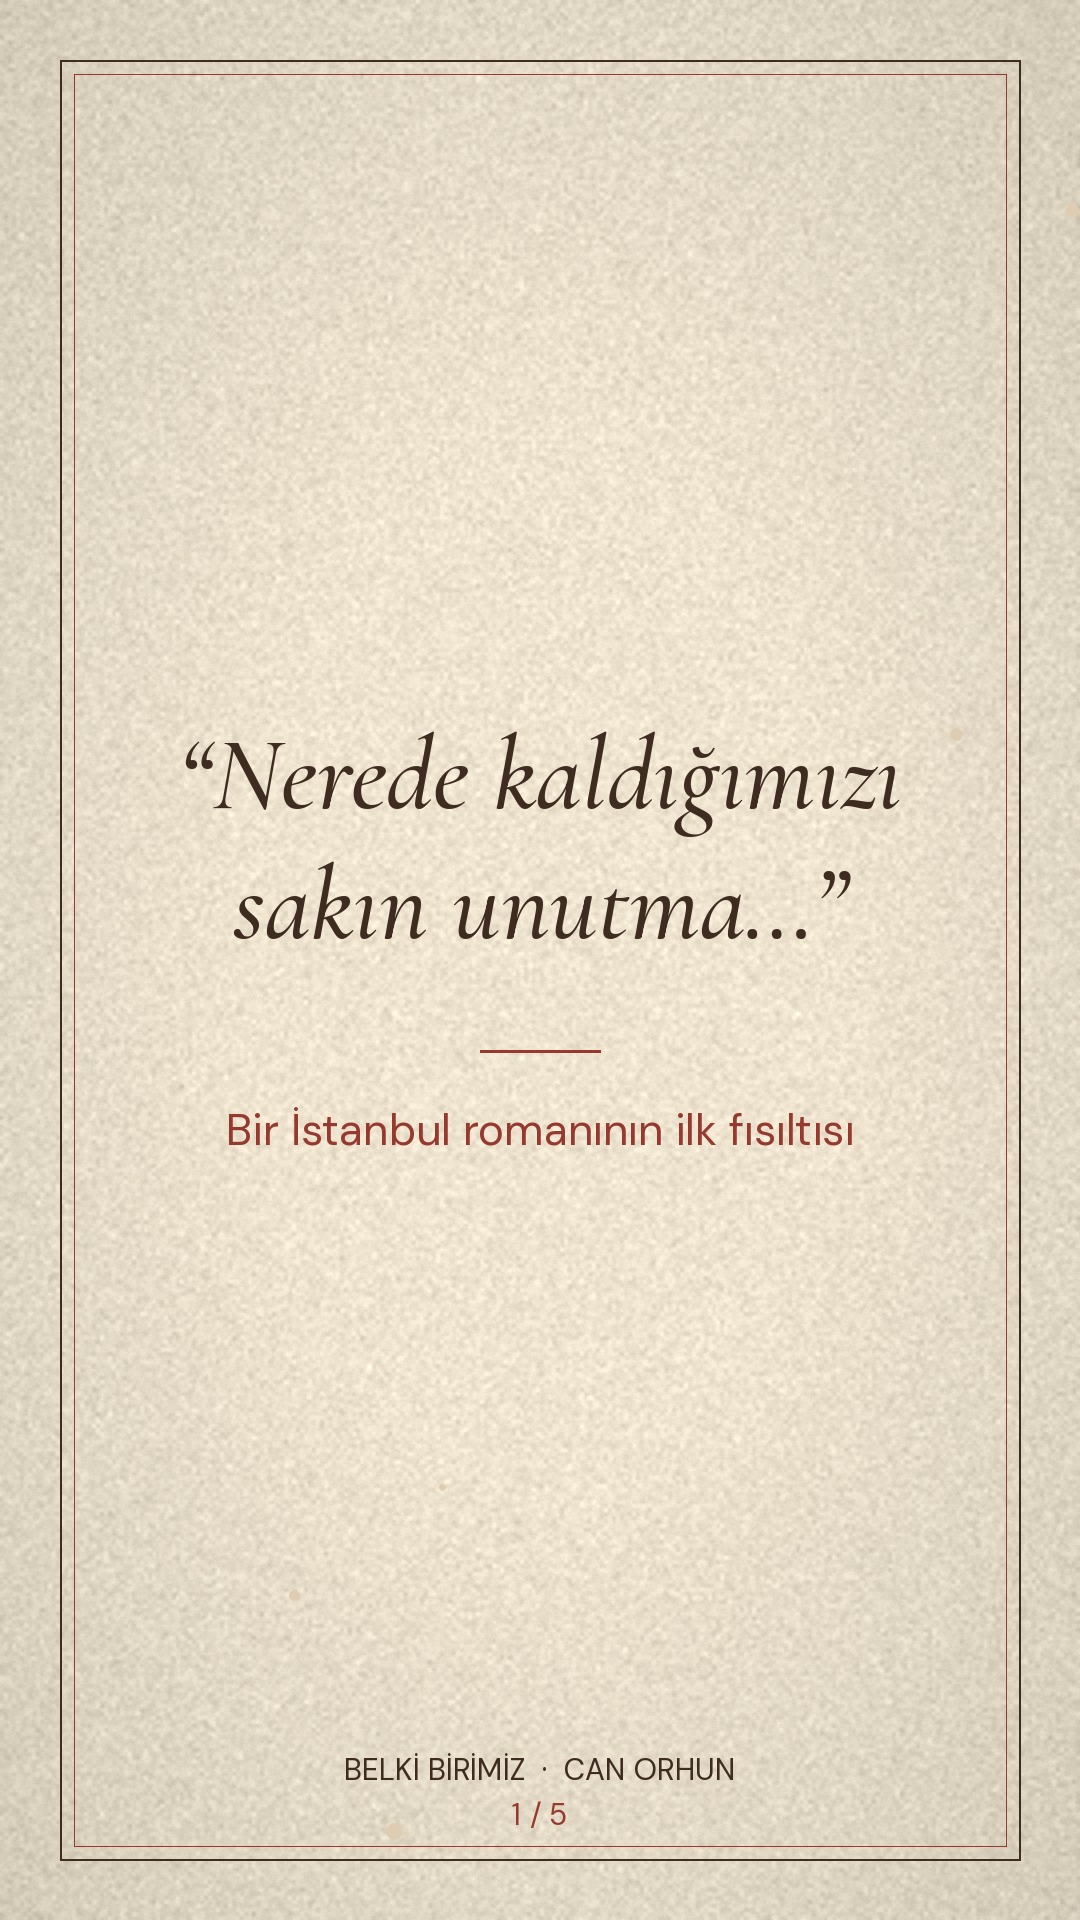 “Nerede kaldığımızı
sakın unutma...”
Bir İstanbul romanının ilk fısıltısı
BELKİ BİRİMİZ · CAN ORHUN
1 / 5